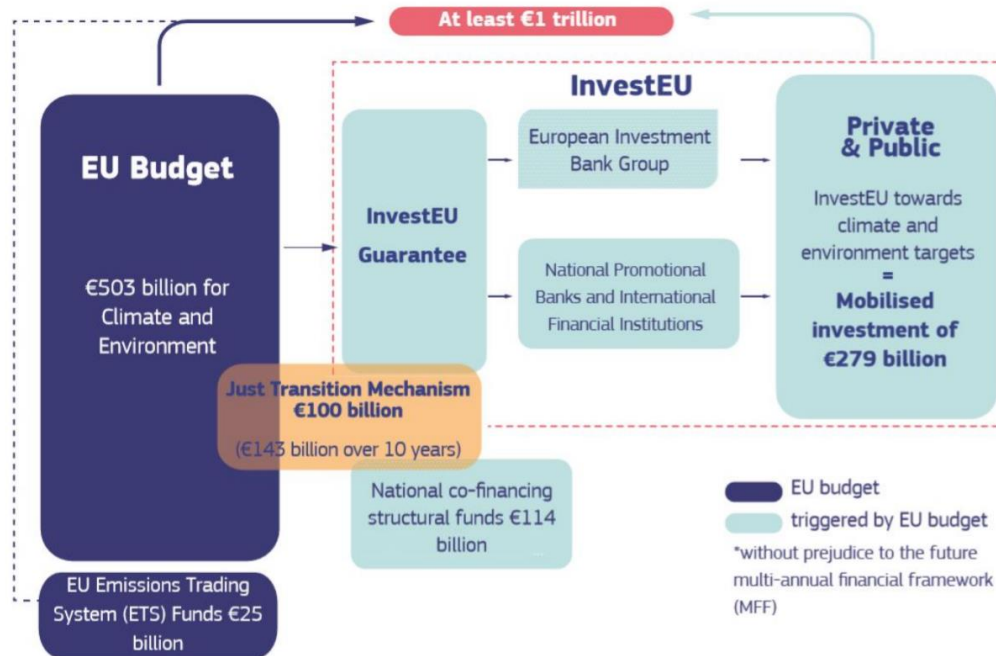 At least €1 trillion
InvestEU
EU Budget
€503 billion for
Climate and
Environment
InvestEU
Guarantee
European Investment
Bank Group
National Promotional
Banks and International
Financial Institutions
Private
& Public
InvestEU towards
climate and
environment targets
=
Mobilised
investment of
€279 billion
Just Transition Mechanism
€100 billion
(€143 billion over 10 years)
National co-financing
structural funds €114
billion
EU Emissions Trading
System (ETS) Funds €25
billion
EU budget
triggered by EU budget
*without prejudice to the future
multi-annual financial framework
(MFF)